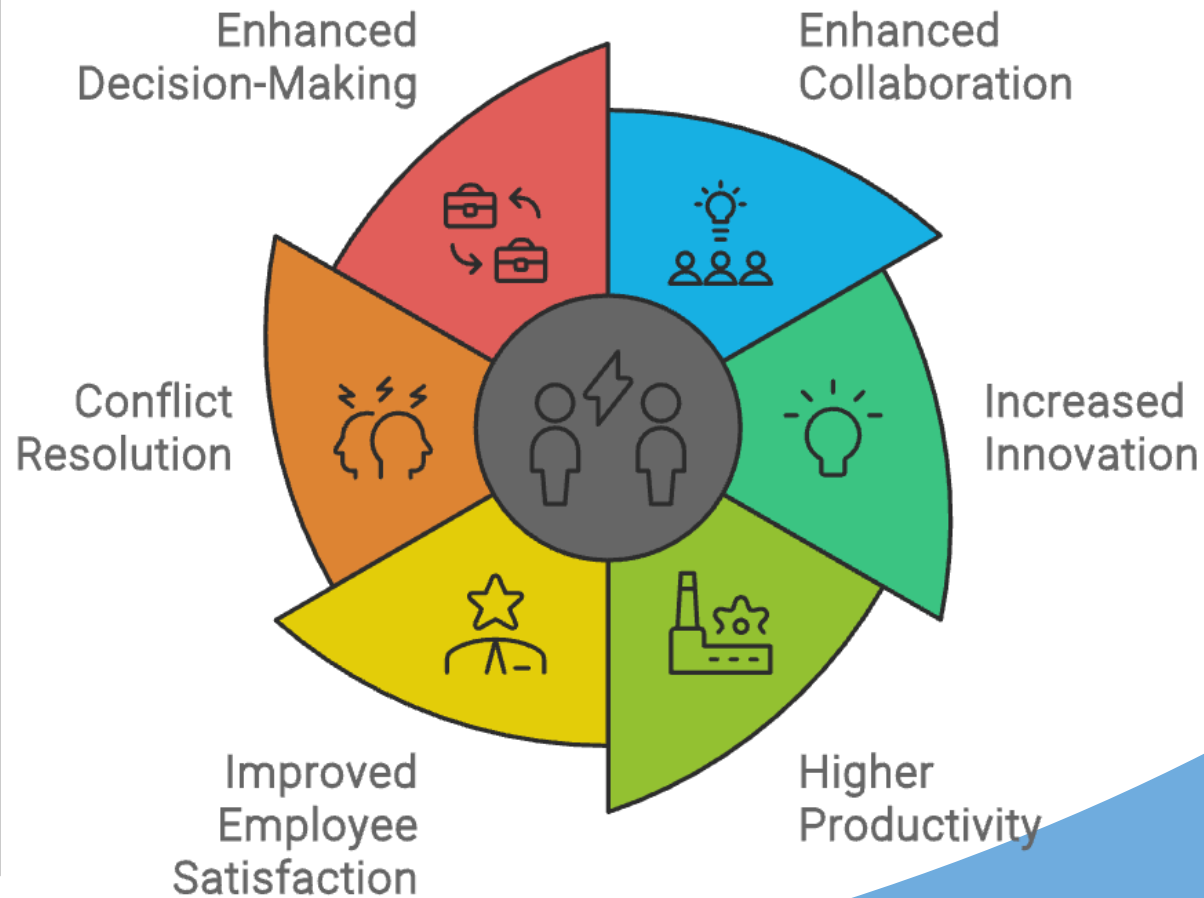 Enhanced
Decision-Making
Enhanced
Collaboration
Conflict
Resolution
Increased
Innovation
Improved
Employee
Satisfaction
Higher
Productivity